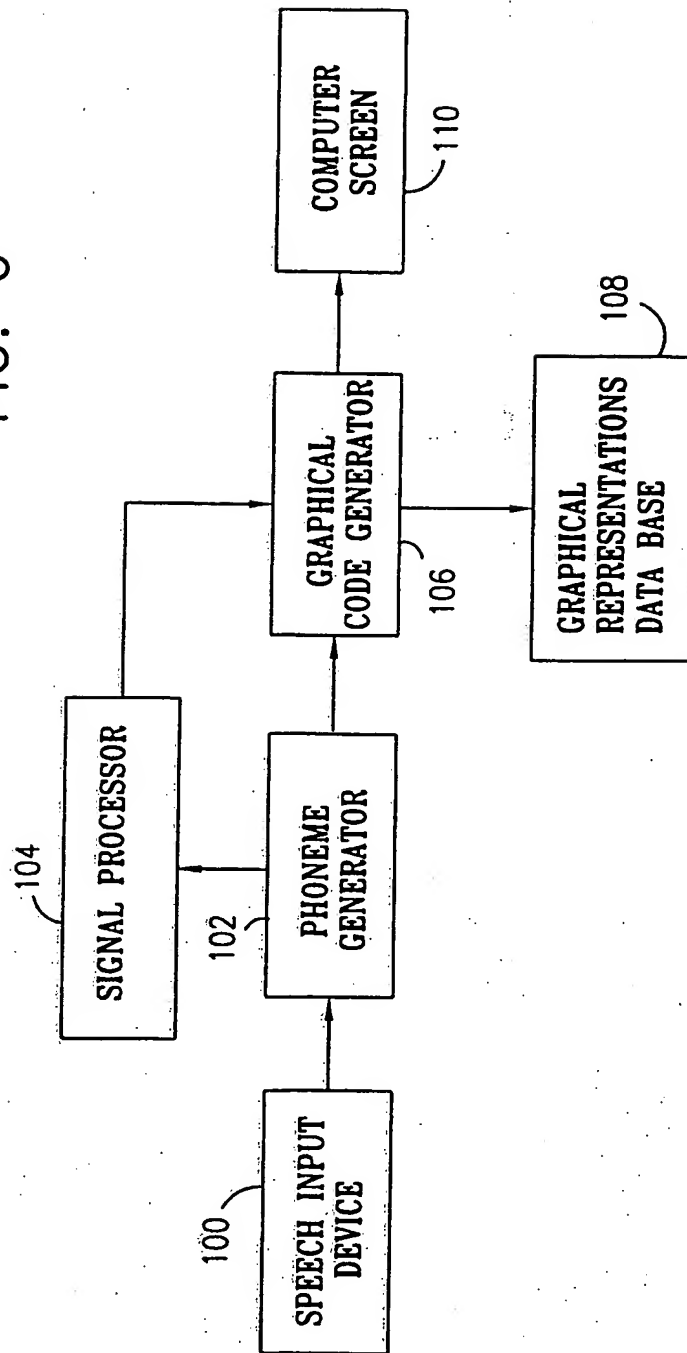 104
SIGNAL PROCESSOR
100
SPEECH INPUT
DEVICE
102
PHONEME
GENERATOR
GRAPHICAL
CODE GENERATOR
106
COMPUTER
SCREEN
110
108
GRAPHICAL
REPRESENTATIONS
DATA BASE